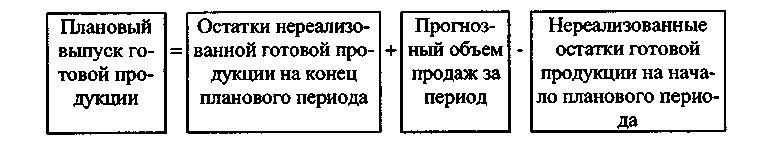 Плановый
выпуск го-
товой про-
дукции
=
Остатки нереализо-
ванной готовой про-
дукции на конец
планового периода
+
Прогноз-
ный объем
продаж за
период
-
Нереализованные
остатки готовой
продукции на нача-
ло планового перио-
да